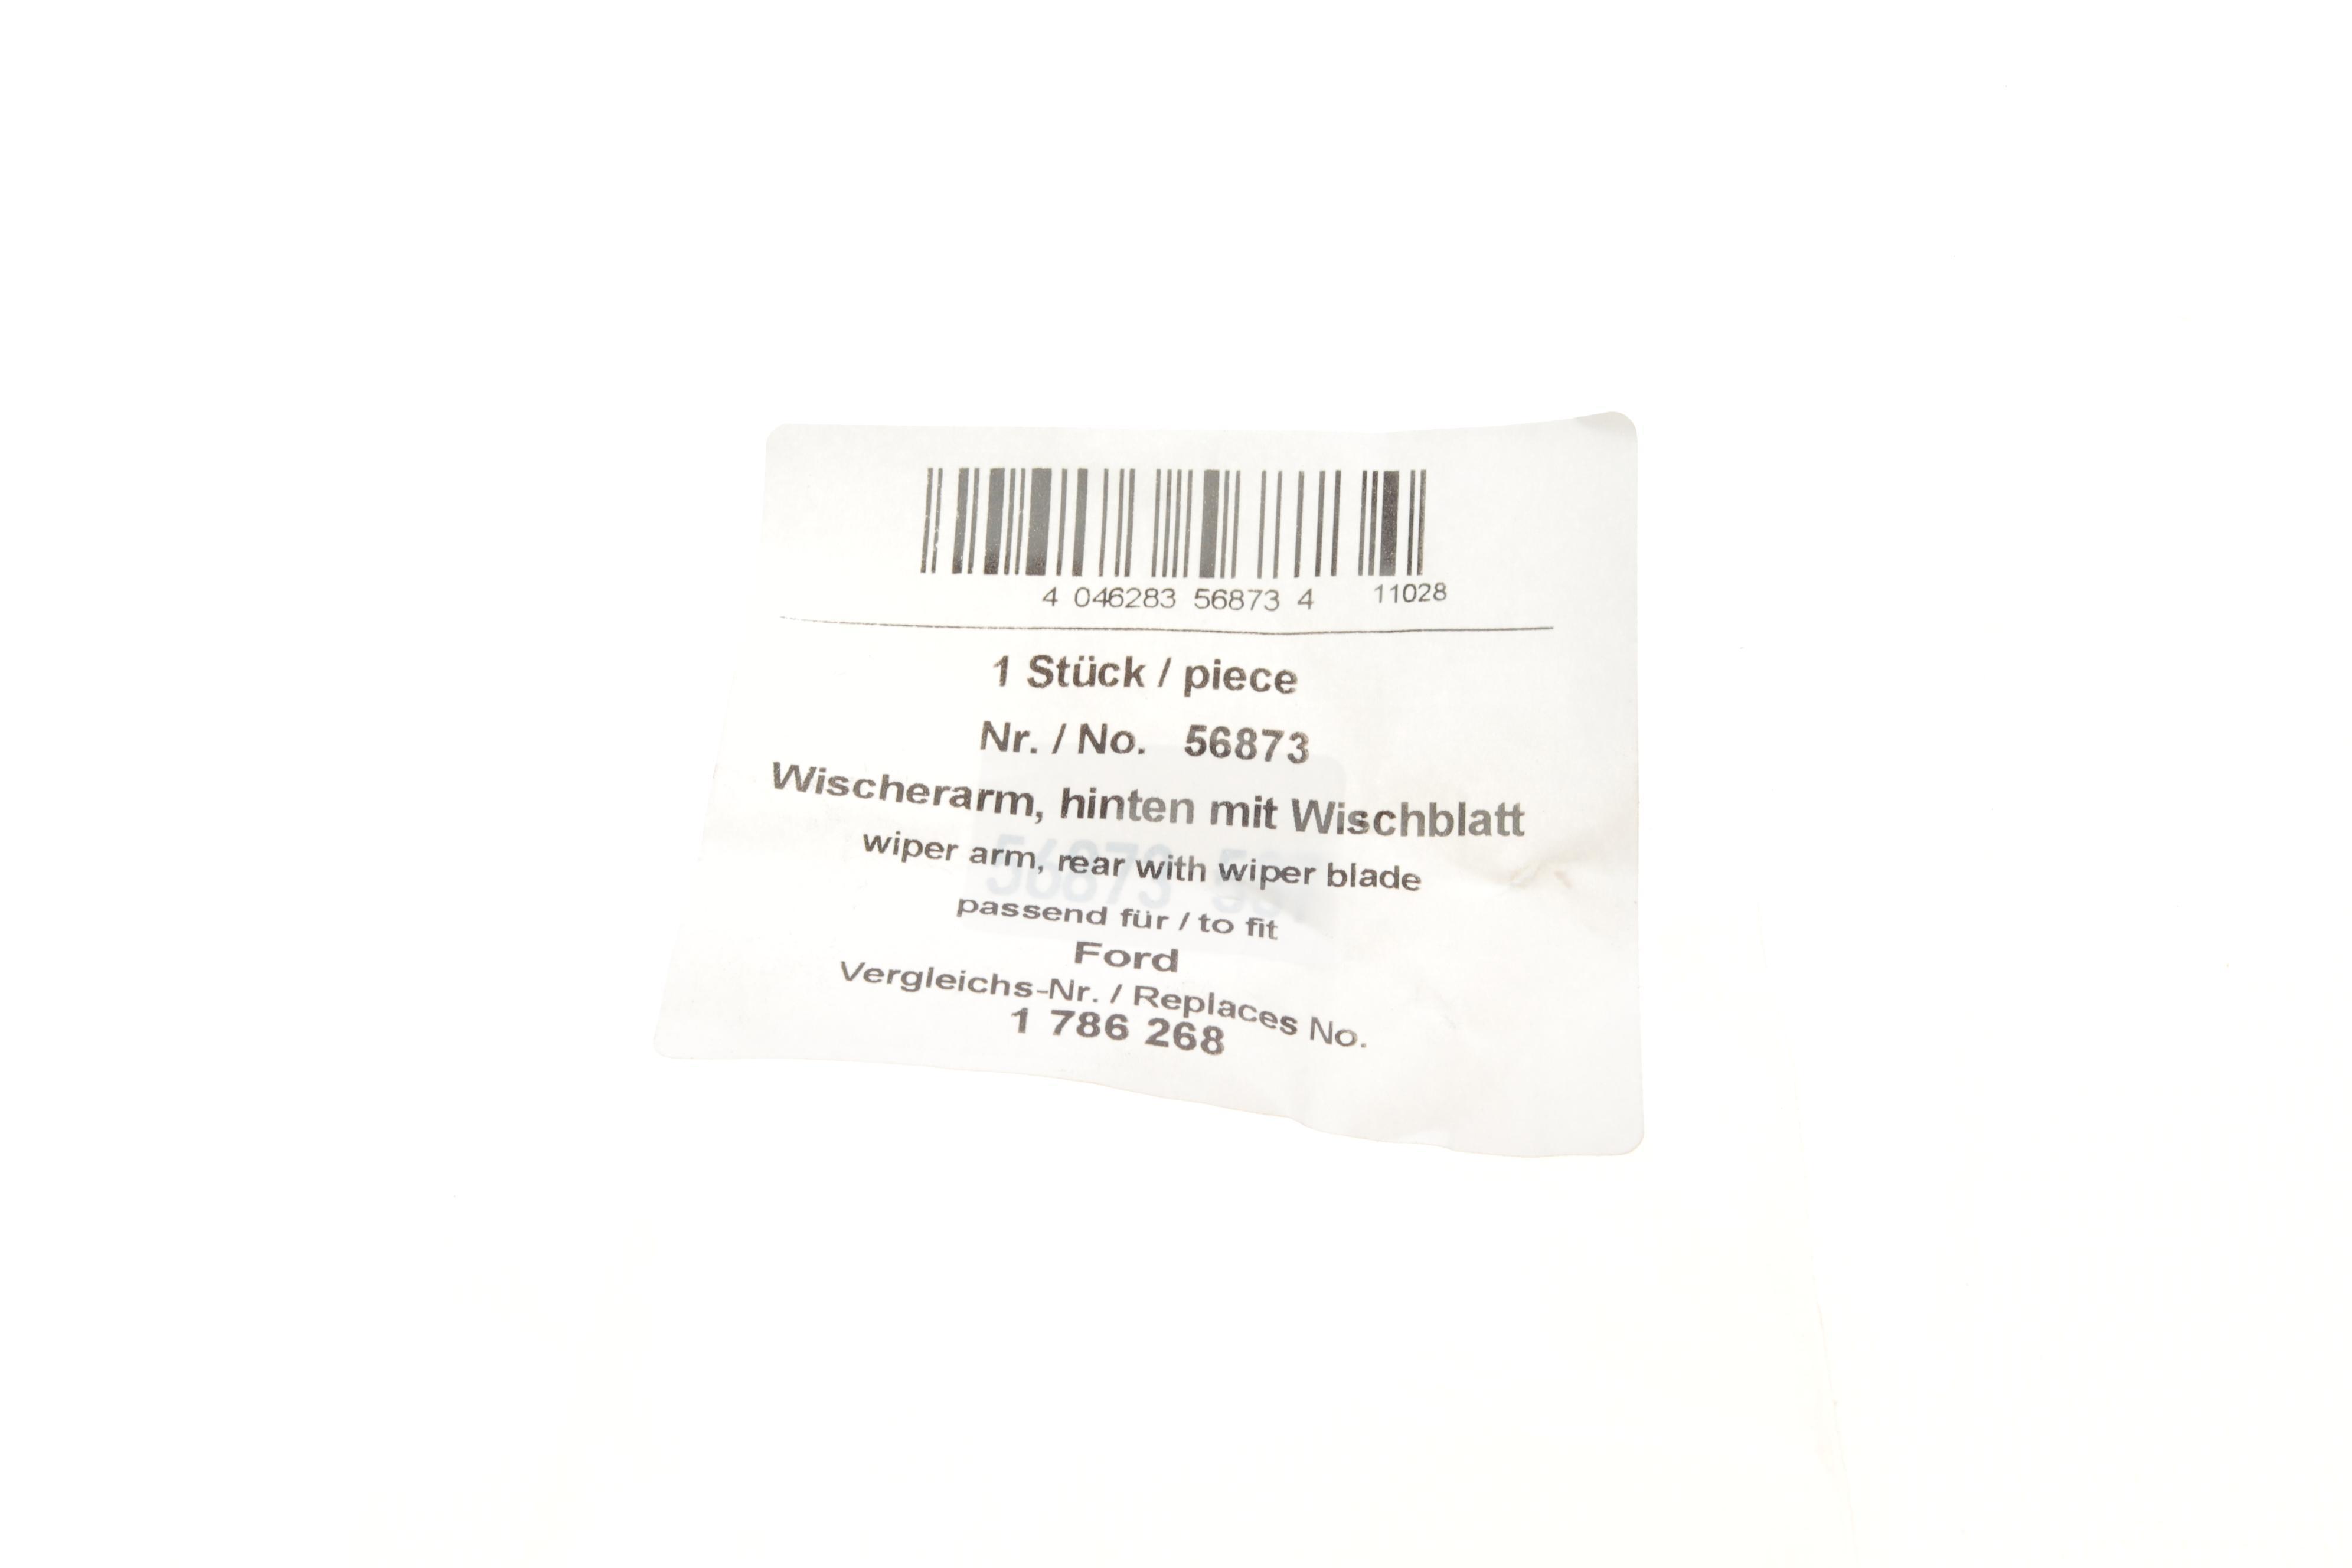 4 046283 56873 4 11028
1 Stück / piece
Nr. / No. 56873
Wischerarm, hinten mit Wischblatt
wiper arm, rear with wiper blade
56873
passend für / to fit
Ford
Vergleichs-Nr. / Replaces No.
1 786 268